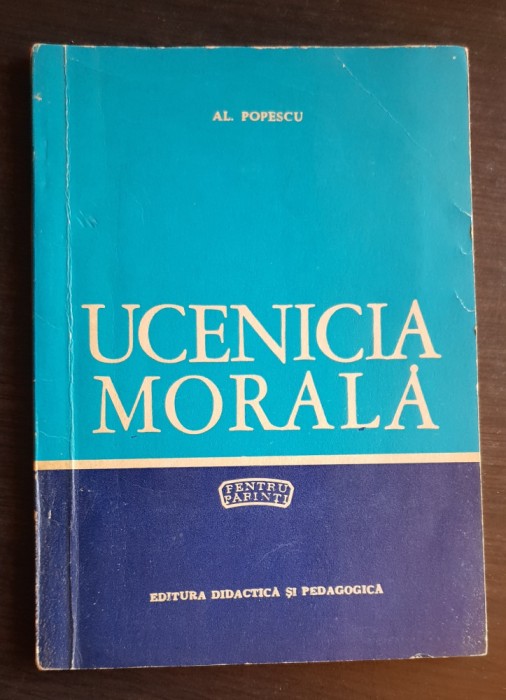 AL. POPESCU
UCENICIA
MORALĂ
PENTRU
PĂRINȚI
EDITURA DIDACTICĂ ȘI PEDAGOGICĂ